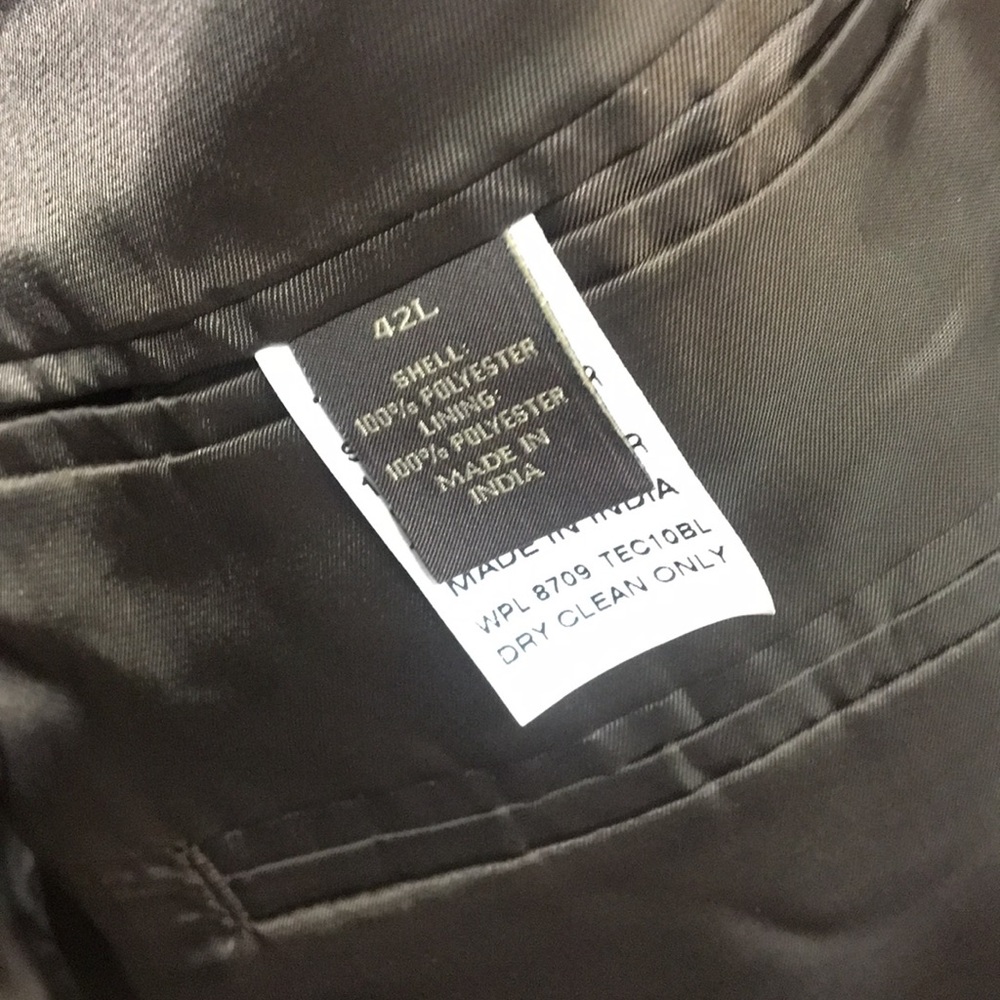 42L
SHELL:
100% POLYESTER
LINING:
100% POLYESTER
MADE IN
INDIA
R
R
MADE IN INDIA
WPL 8709 TEC10BL
DRY CLEAN ONLY